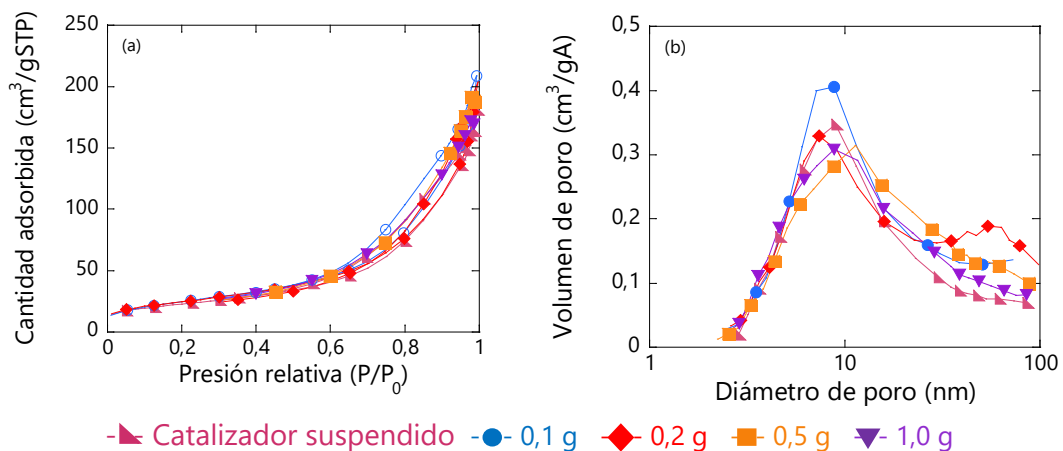 (a)
Cantidad adsorbida (cm³/gSTP)
250
200
150
100
50
0
0 0,2 0,4 0,6 0,8 1
Presión relativa (P/P₀)
(b)
Volumen de poro (cm³/gA)
0,5
0,4
0,3
0,2
0,1
0
1 10 100
Diámetro de poro (nm)
Catalizador suspendido 0,1 g 0,2 g 0,5 g 1,0 g